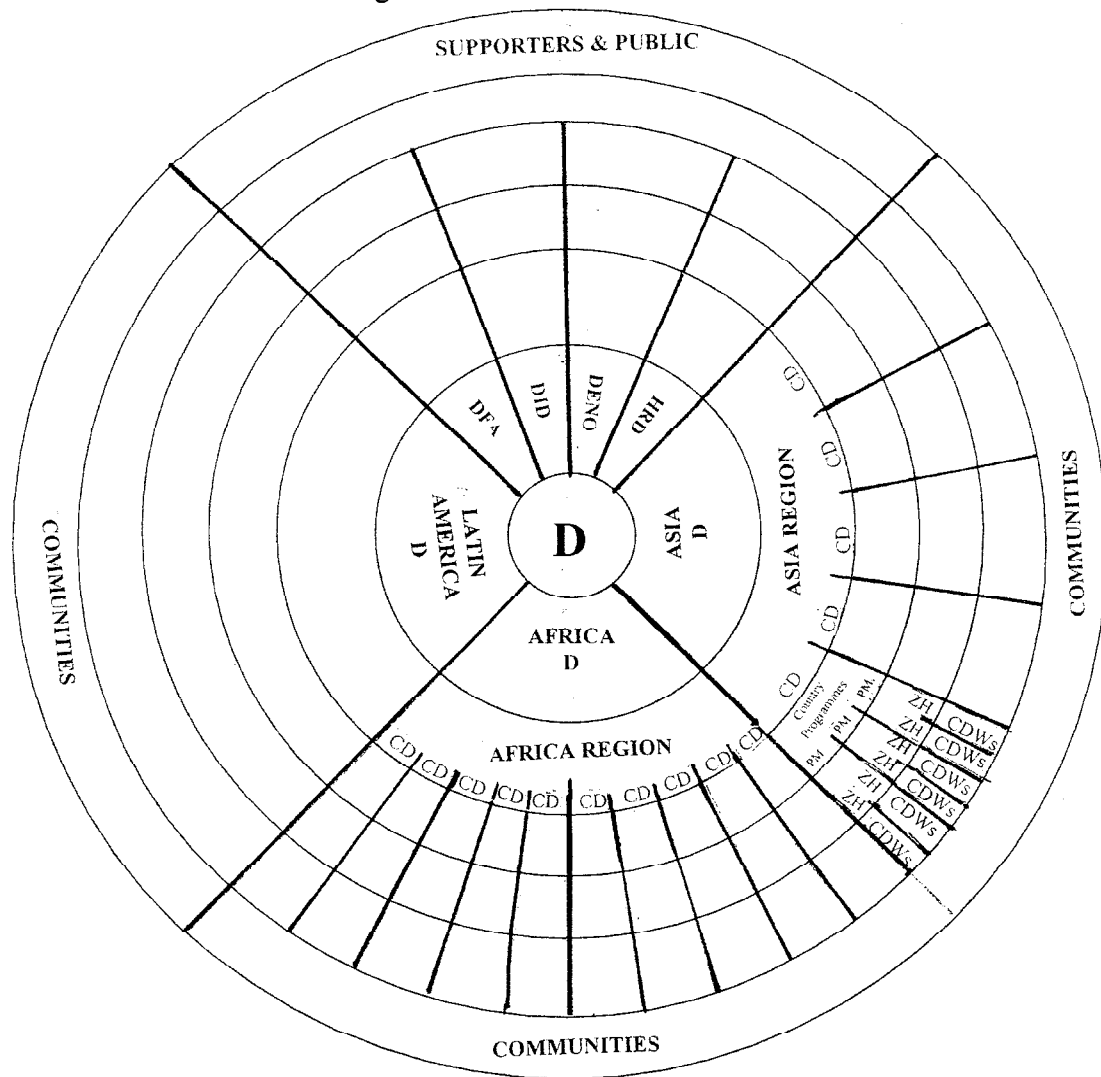 SUPPORTERS & PUBLIC
DFA
DID
DENO
HRD
D
LATIN
AMERICA
D
ASIA
D
AFRICA
D
ASIA REGION
CD
CD
CD
CD
CD
Country
Programmes
PM.
PM
PM
ZH
CDWs
ZH
CDWs
ZH
CDWs
ZH
CDWs
ZH
CDWs
ZH
CDWs
AFRICA REGION
CD
CD
CD
CD
CD
CD
CD
CD
CD
CD
COMMUNITIES
COMMUNITIES
COMMUNITIES